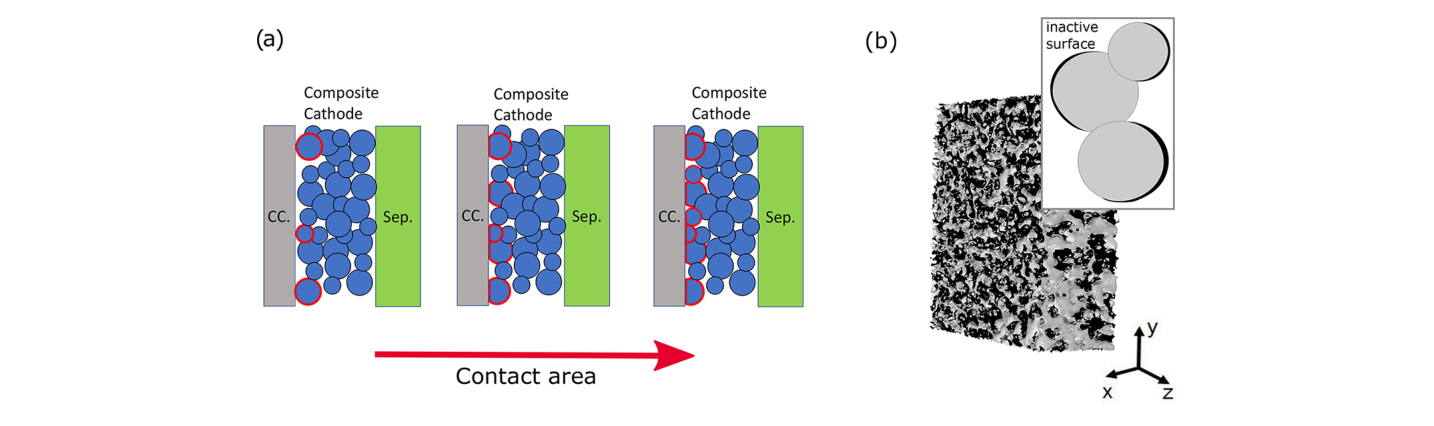 (a)
Composite
Cathode
CC.
Sep.
Composite
Cathode
CC.
Sep.
Composite
Cathode
CC.
Sep.
Contact area
(b)
inactive
surface
y
x
z